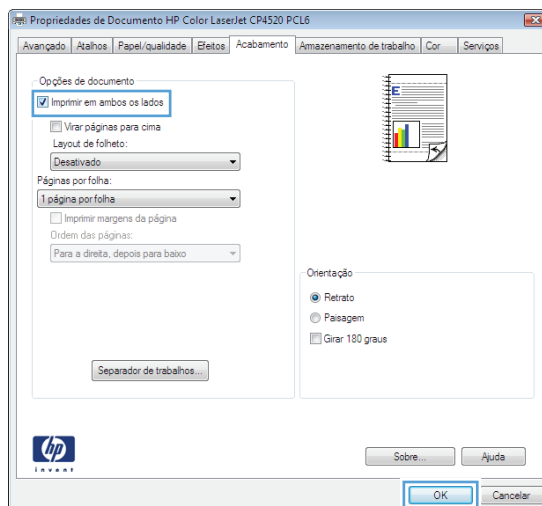 Propriedades de Documento HP Color LaserJet CP4520 PCL6
Avançado Atalhos Papel/qualidade Efeitos Acabamento Armazenamento de trabalho Cor Serviços
Opções de documento
Imprimir em ambos os lados
Virar páginas para cima
Layout de folheto:
Desativado
Páginas por folha:
1 página por folha
Imprimir margens da página
Ordem das páginas:
Para a direita, depois para baixo
Separador de trabalhos...
E
Orientação
Retrato
Paisagem
Girar 180 graus
hp
invent
Sobre... Ajuda
OK Cancelar